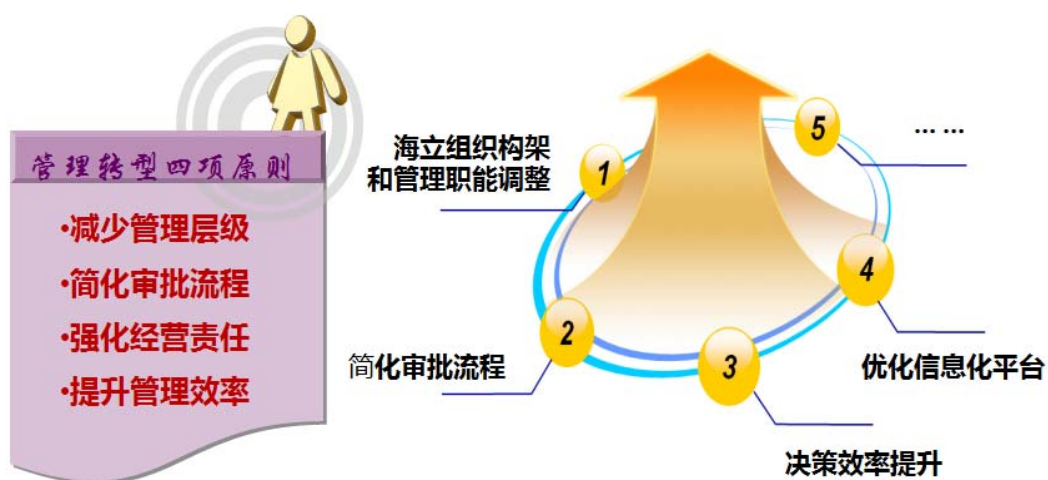 管理转型四项原则
•减少管理层级
•简化审批流程
•强化经营责任
•提升管理效率
海立组织构架
和管理职能调整
1
2
简化审批流程
3
决策效率提升
4
优化信息化平台
5
... ...